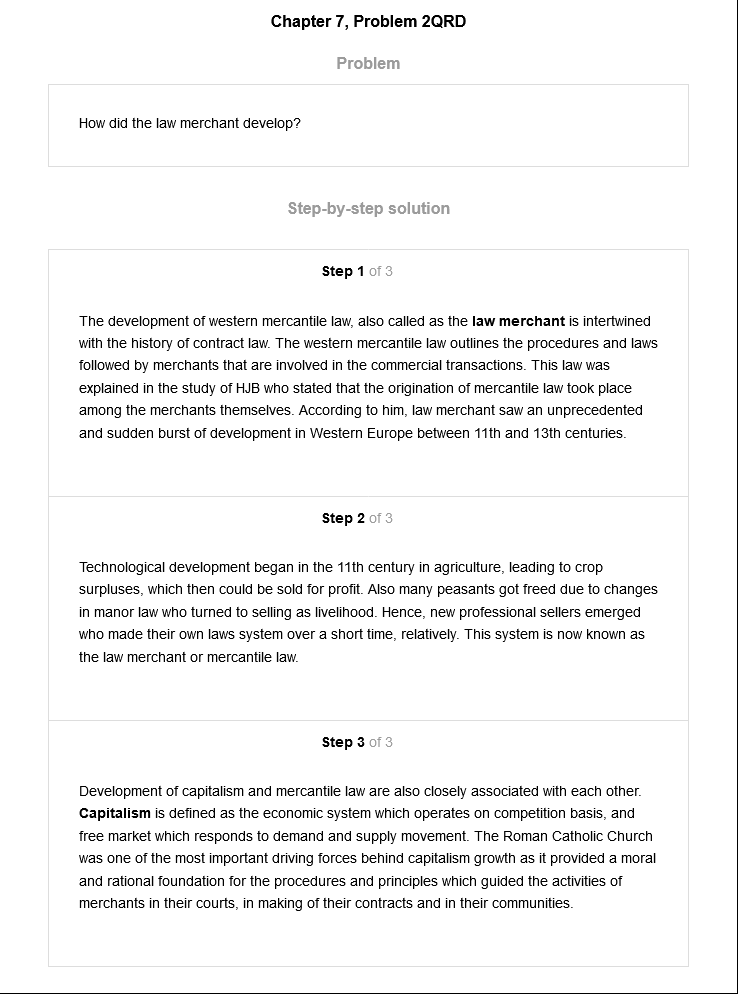 Chapter 7, Problem 2QRD
Problem
How did the law merchant develop?
Step-by-step solution
Step 1 of 3
The development of western mercantile law, also called as the law merchant is intertwined
with the history of contract law. The western mercantile law outlines the procedures and laws
followed by merchants that are involved in the commercial transactions. This law was
explained in the study of HJB who stated that the origination of mercantile law took place
among the merchants themselves. According to him, law merchant saw an unprecedented
and sudden burst of development in Western Europe between 11th and 13th centuries.
Step 2 of 3
Technological development began in the 11th century in agriculture, leading to crop
surpluses, which then could be sold for profit. Also many peasants got freed due to changes
in manor law who turned to selling as livelihood. Hence, new professional sellers emerged
who made their own laws system over a short time, relatively. This system is now known as
the law merchant or mercantile law.
Step 3 of 3
Development of capitalism and mercantile law are also closely associated with each other.
Capitalism is defined as the economic system which operates on competition basis, and
free market which responds to demand and supply movement. The Roman Catholic Church
was one of the most important driving forces behind capitalism growth as it provided a moral
and rational foundation for the procedures and principles which guided the activities of
merchants in their courts, in making of their contracts and in their communities.